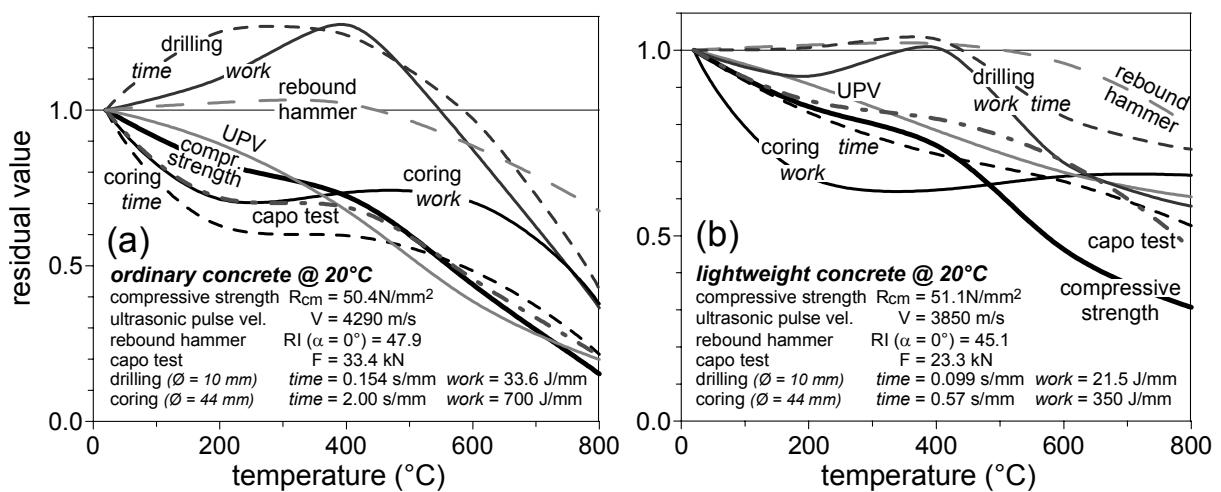 residual value
1.0
0.5
0.0
0
200
400
600
800
temperature (°C)
drilling
time
work
rebound
hammer
UPV
compr.
strength
coring
time
capo test
coring
work
(a)
ordinary concrete @ 20°C
compressive strength Rcm = 50.4N/mm2
ultrasonic pulse vel. V = 4290 m/s
rebound hammer RI (α = 0°) = 47.9
capo test F = 33.4 kN
drilling (Ø = 10 mm) time = 0.154 s/mm work = 33.6 J/mm
coring (Ø = 44 mm) time = 2.00 s/mm work = 700 J/mm
1.0
0.5
0.0
0
200
400
600
800
temperature (°C)
UPV
drilling
work
time
rebound
hammer
coring
work
time
capo test
compressive
strength
(b)
lightweight concrete @ 20°C
compressive strength Rcm = 51.1N/mm2
ultrasonic pulse vel. V = 3850 m/s
rebound hammer RI (α = 0°) = 45.1
capo test F = 23.3 kN
drilling (Ø = 10 mm) time = 0.099 s/mm work = 21.5 J/mm
coring (Ø = 44 mm) time = 0.57 s/mm work = 350 J/mm